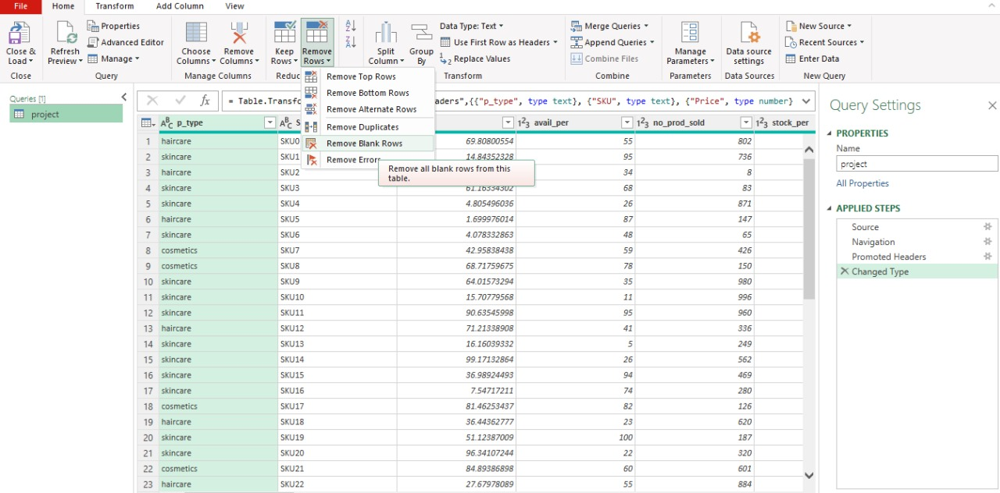 File Home Transform Add Column View
Close & Load Refresh Preview Properties Advanced Editor Manage Choose Columns Remove Columns Keep Rows Remove Rows Split Column Group By Data Type: Text Use First Row as Headers Replace Values Merge Queries Append Queries Combine Files Manage Parameters Data source settings New Source Recent Sources Enter Data
Close Query Manage Columns Reduc Transform Combine Parameters Data Sources New Query
Remove Top Rows
Remove Bottom Rows
Remove Alternate Rows
Remove Duplicates
Remove Blank Rows
Remove Errors
Remove all blank rows from this
table.
Queries [1]
project
fx = Table.Transfo aders",{{"p_type", type text}, {"SKU", type text}, {"Price", type number}
ABC p_type ABC S 123 avail_per 123 no_prod_sold 123 stock_per
1 haircare SKU0 69.80800554 55 802
2 skincare SKU1 14.84352328 95 736
3 haircare SKU2 34 8
4 skincare SKU3 61.16334302 68 83
5 skincare SKU4 4.805496036 26 871
6 haircare SKU5 1.699976014 87 147
7 skincare SKU6 4.078332863 48 65
8 cosmetics SKU7 42.95838438 59 426
9 cosmetics SKU8 68.71759675 78 150
10 skincare SKU9 64.01573294 35 980
11 skincare SKU10 15.70779568 11 996
12 skincare SKU11 90.63545998 95 960
13 haircare SKU12 71.21338908 41 336
14 skincare SKU13 16.16039332 5 249
15 skincare SKU14 99.17132864 26 562
16 skincare SKU15 36.98924493 94 469
17 skincare SKU16 7.54717211 74 280
18 cosmetics SKU17 81.46253437 82 126
19 haircare SKU18 36.44362777 23 620
20 skincare SKU19 51.12387009 100 187
21 skincare SKU20 96.34107244 22 320
22 cosmetics SKU21 84.89386898 60 601
23 haircare SKU22 27.67978089 55 884
Query Settings
PROPERTIES
Name
project
All Properties
APPLIED STEPS
Source
Navigation
Promoted Headers
Changed Type